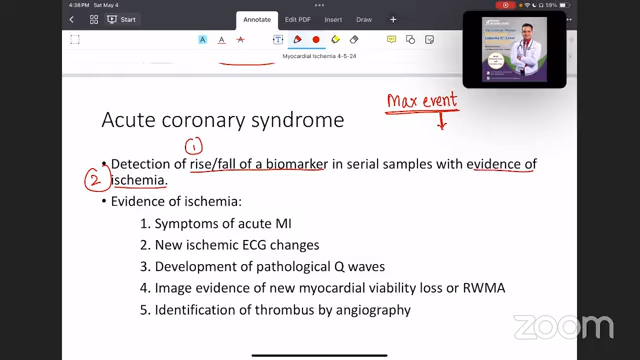 4:38 PM Sat May 4
59%
Annotate
Edit PDF
Insert
Draw
A
A
A
T
Myocardial Ischemia 4-5-24
Max event
Acute coronary syndrome
1
• Detection of rise/fall of a biomarker in serial samples with evidence of
2
ischemia.
• Evidence of ischemia:
1. Symptoms of acute MI
2. New ischemic ECG changes
3. Development of pathological Q waves
4. Image evidence of new myocardial viability loss or RWMA
5. Identification of thrombus by angiography
zoom